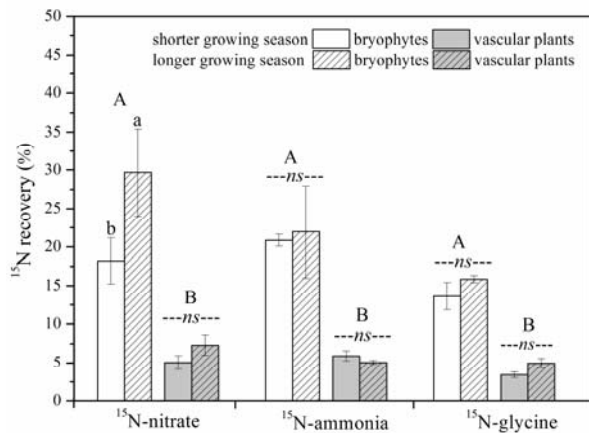 50
45
40
35
30
25
20
15
10
5
0
¹⁵N recovery (%)
shorter growing season bryophytes vascular plants
longer growing season bryophytes vascular plants
A
a
b
B
---ns---
A
---ns---
B
---ns---
A
---ns---
B
---ns---
¹⁵N-nitrate ¹⁵N-ammonia ¹⁵N-glycine